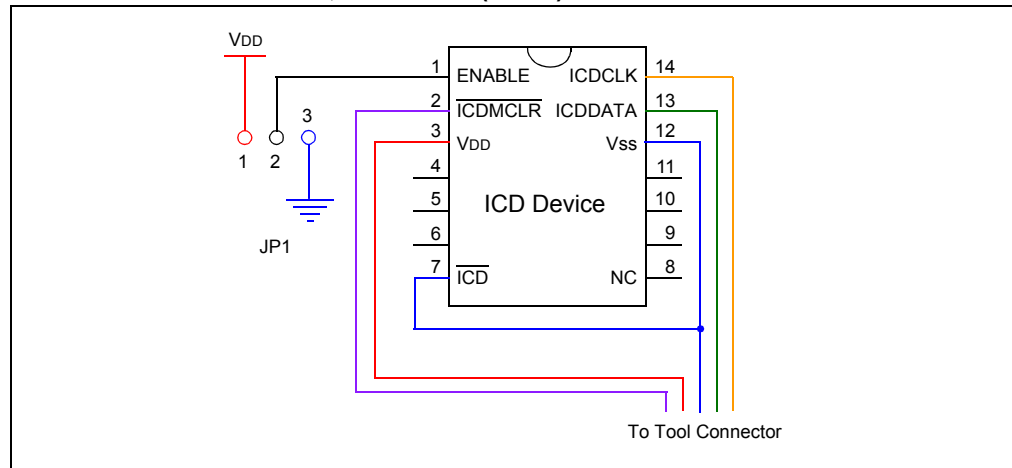 VDD
1 ENABLE ICDCLK 14
2 ICDMCLR ICDDATA 13
3 VDD Vss 12
4 11
5 ICD Device 10
6 9
7 ICD NC 8
3
1 2
JP1
To Tool Connector